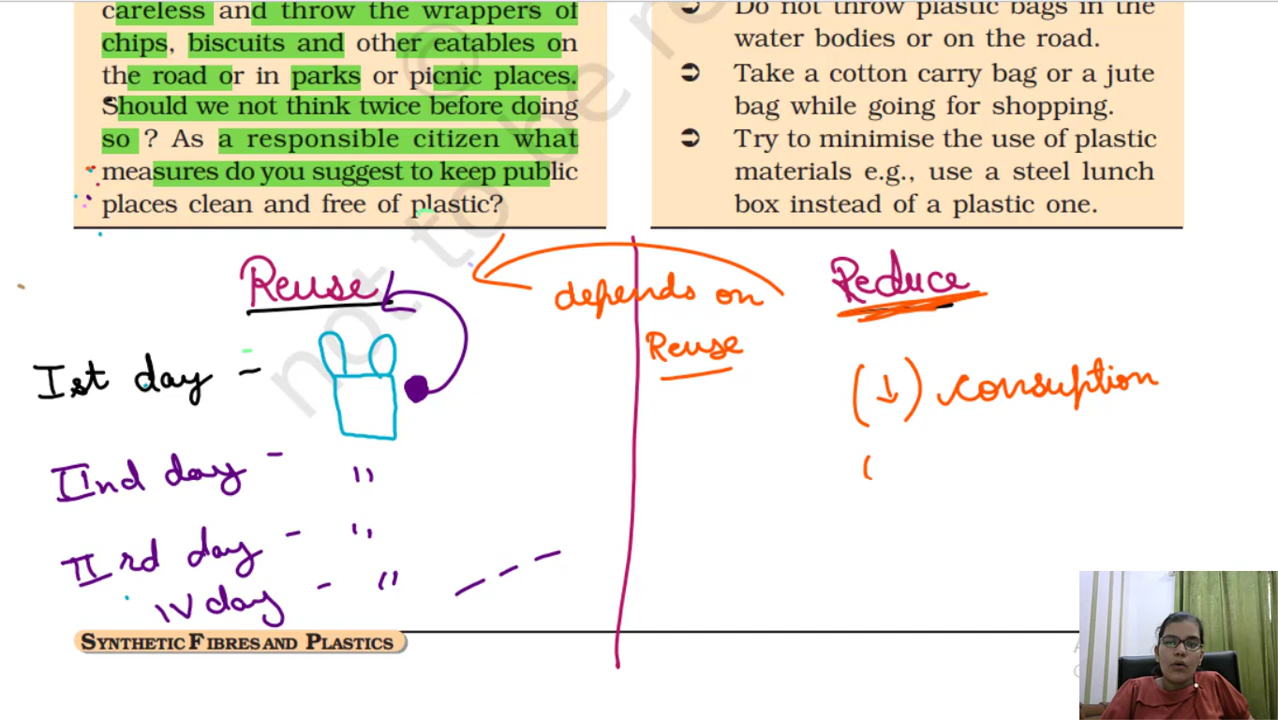 careless and throw the wrappers of
chips, biscuits and other eatables on
the road or in parks or picnic places.
Should we not think twice before doing
so ? As a responsible citizen what
measures do you suggest to keep public
places clean and free of plastic?
➲ Do not throw plastic bags in the
water bodies or on the road.
➲ Take a cotton carry bag or a jute
bag while going for shopping.
➲ Try to minimise the use of plastic
materials e.g., use a steel lunch
box instead of a plastic one.
© not to be re
Reuse
Ist day -
IInd day - "
IIrd day - "
IV day - "
depends on
Reuse
Reduce
(↓) consuption
(
SYNTHETIC FIBRES AND PLASTICS